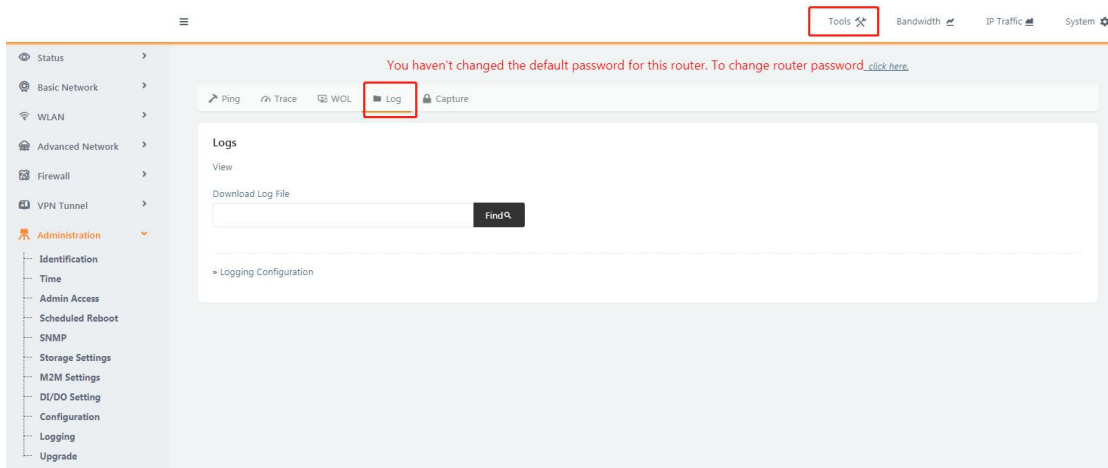 Tools Bandwidth IP Traffic System
Status
Basic Network
WLAN
Advanced Network
Firewall
VPN Tunnel
Administration
Identification
Time
Admin Access
Scheduled Reboot
SNMP
Storage Settings
M2M Settings
DI/DO Setting
Configuration
Logging
Upgrade
You haven't changed the default password for this router. To change router password click here.
Ping Trace WOL Log Capture
Logs
View
Download Log File
Find
» Logging Configuration